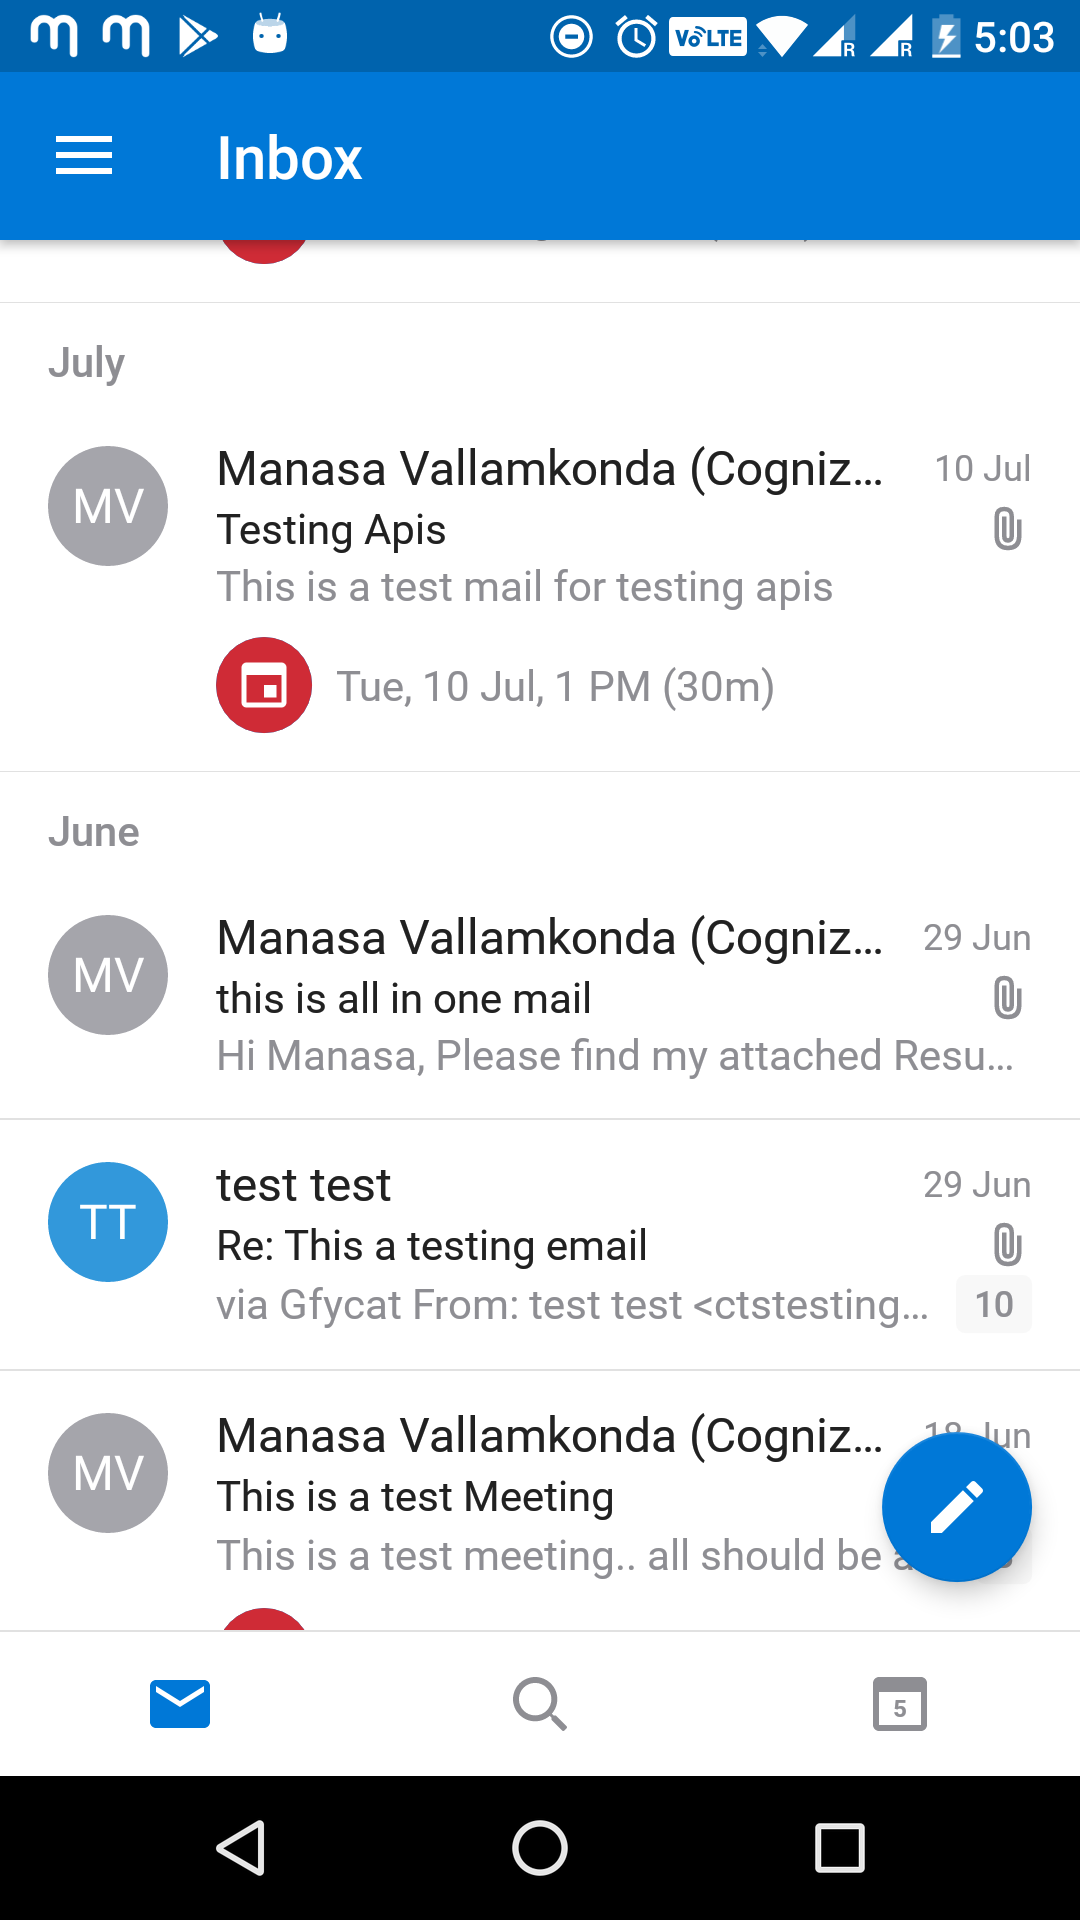 VoLTE R R 5:03
Inbox
July
MV Manasa Vallamkonda (Cogniz... 10 Jul
Testing Apis
This is a test mail for testing apis
Tue, 10 Jul, 1 PM (30m)
June
MV Manasa Vallamkonda (Cogniz... 29 Jun
this is all in one mail
Hi Manasa, Please find my attached Resu...
TT test test 29 Jun
Re: This a testing email
via Gfycat From: test test <ctstesting... 10
MV Manasa Vallamkonda (Cogniz... 18 Jun
This is a test Meeting
This is a test meeting.. all should be
5